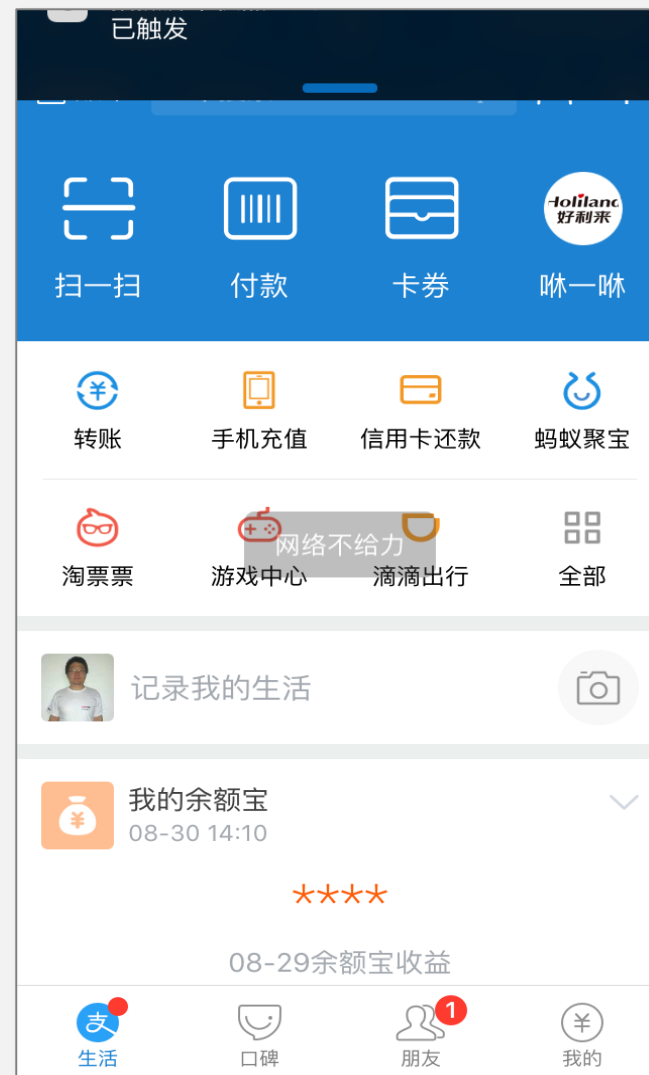 已触发
Holiland
好利来
扫一扫
付款
卡券
咻一咻
转账
手机充值
信用卡还款
蚂蚁聚宝
网络不给力
淘票票
游戏中心
滴滴出行
全部
记录我的生活
我的余额宝
08-30 14:10
****
08-29余额宝收益
支
1
生活
口碑
朋友
我的